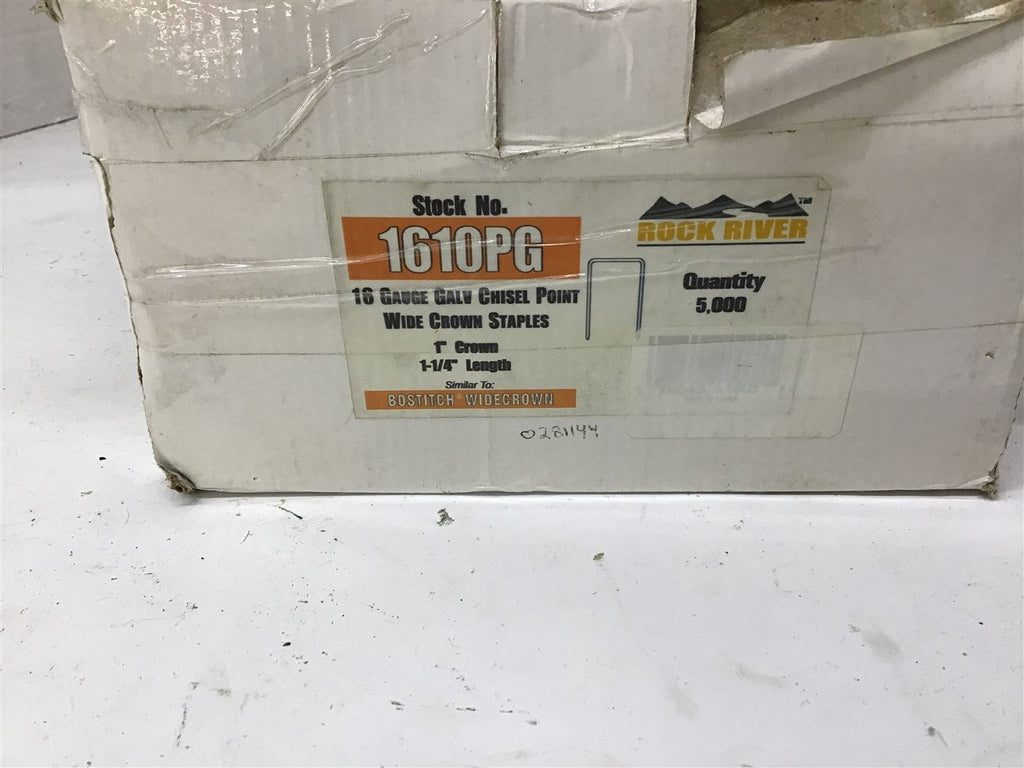 Stock No.
1610PG
16 GAUGE GALV CHISEL POINT
WIDE CROWN STAPLES
1" Crown
1-1/4" Length
Similar To:
BOSTITCH® WIDECROWN
ROCK RIVER™
Quantity
5,000
0281144